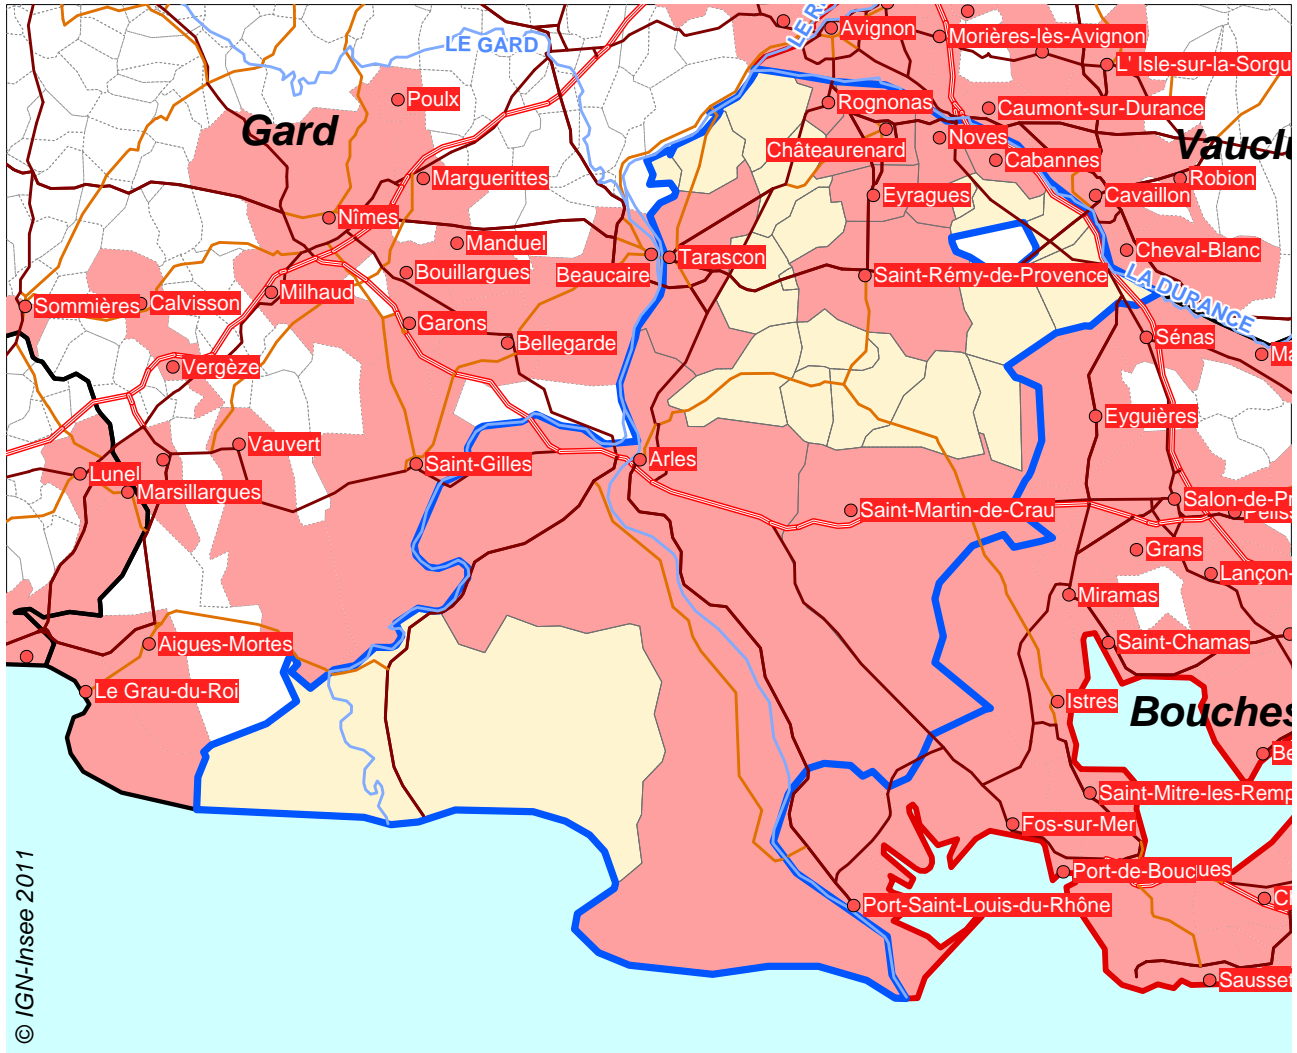 LE R
Avignon
Morières-lès-Avignon
LE GARD
L' Isle-sur-la-Sorgu
Poulx
Rognonas
Caumont-sur-Durance
Gard
Noves
Vauclu
Châteaurenard
Cabannes
Marguerittes
Robion
Eyragues
Cavaillon
Nîmes
Manduel
Cheval-Blanc
Beaucaire
Tarascon
Bouillargues
Saint-Rémy-de-Provence
LA DURANCE
Milhaud
Sommières
Calvisson
Garons
Sénas
Bellegarde
Ma
Vergèze
Eyguières
Vauvert
Arles
Saint-Gilles
Lunel
Marsillargues
Salon-de-Pr
Saint-Martin-de-Crau
Péliss
Grans
Lançon-
Miramas
Aigues-Mortes
Saint-Chamas
Le Grau-du-Roi
Istres
Bouches
Be
Saint-Mitre-les-Remp
Fos-sur-Mer
Port-de-Bouc
ues
Port-Saint-Louis-du-Rhône
Sausset
© IGN-Insee 2011